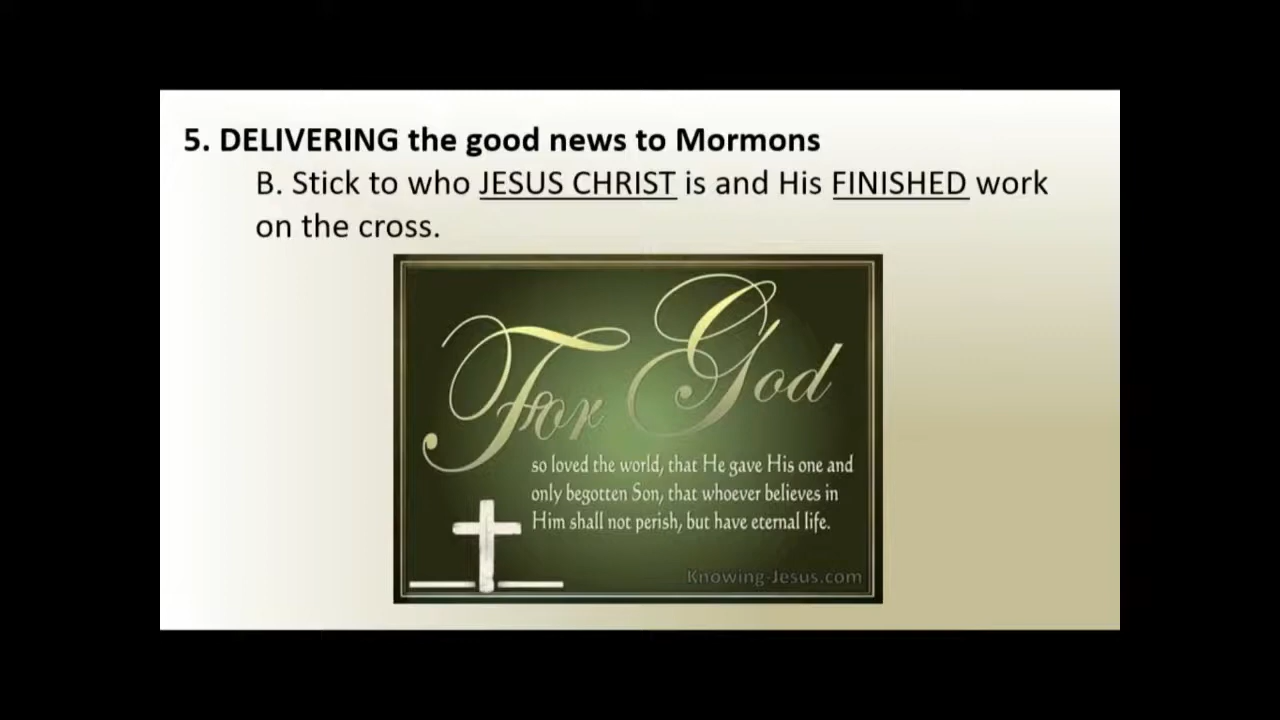 5. DELIVERING the good news to Mormons
B. Stick to who JESUS CHRIST is and His FINISHED work
on the cross.
For God
so loved the world, that He gave His one and
only begotten Son, that whoever believes in
Him shall not perish, but have eternal life.
Knowing-Jesus.com